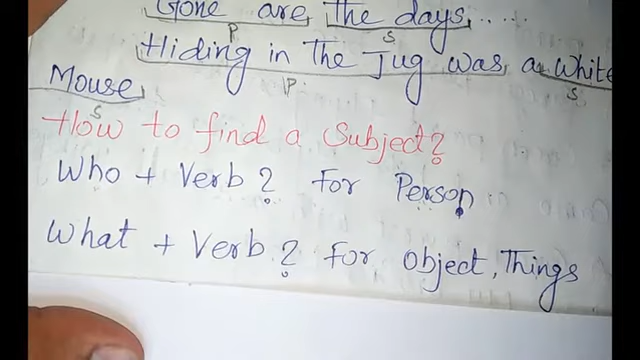 Gone are the days.....
P S
Hiding in the Jug was a white
P S
Mouse.
S
How to find a Subject?
Who + Verb? For Person
What + Verb? For object, Things